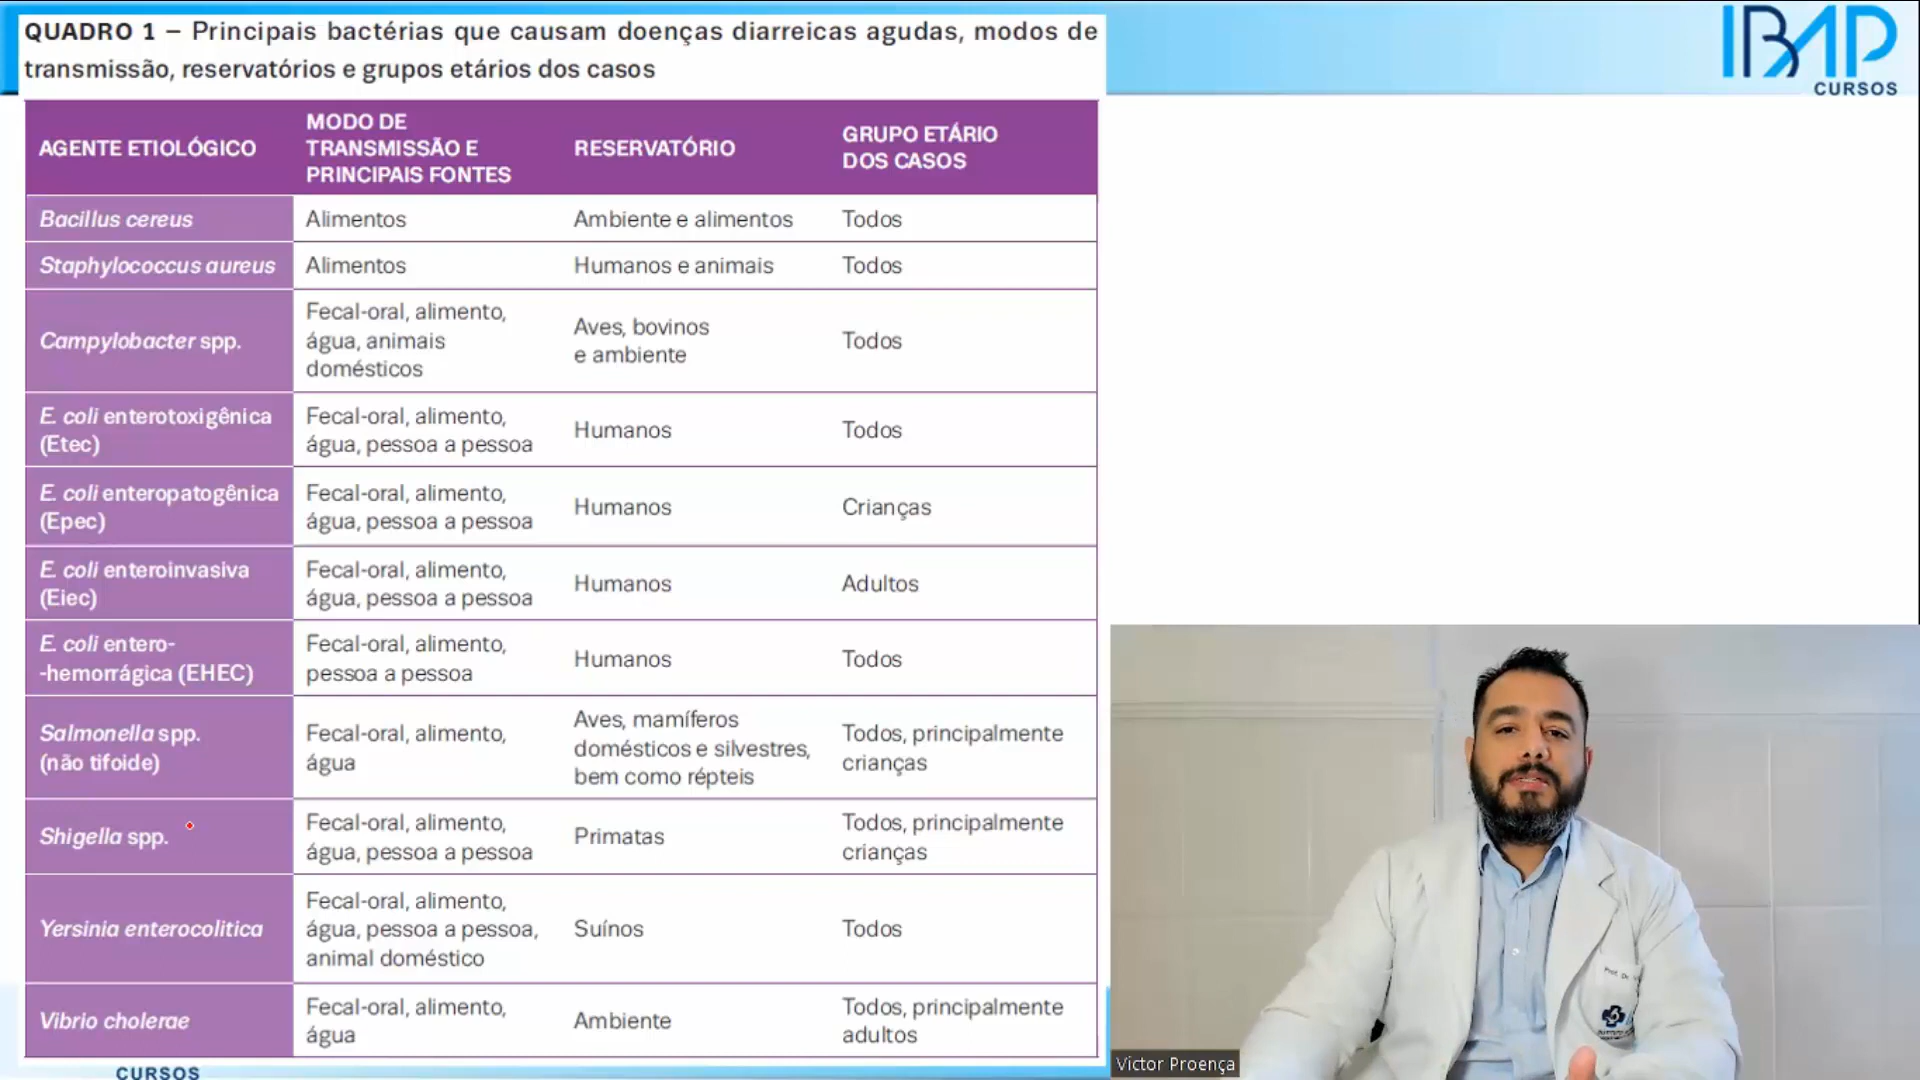 QUADRO 1 – Principais bactérias que causam doenças diarreicas agudas, modos de
transmissão, reservatórios e grupos etários dos casos
IBAP
CURSOS
AGENTE ETIOLÓGICO
MODO DE
TRANSMISSÃO E
PRINCIPAIS FONTES
RESERVATÓRIO
GRUPO ETÁRIO
DOS CASOS
Bacillus cereus
Alimentos
Ambiente e alimentos
Todos
Staphylococcus aureus
Alimentos
Humanos e animais
Todos
Campylobacter spp.
Fecal-oral, alimento,
água, animais
domésticos
Aves, bovinos
e ambiente
Todos
E. coli enterotoxigênica
(Etec)
Fecal-oral, alimento,
água, pessoa a pessoa
Humanos
Todos
E. coli enteropatogênica
(Epec)
Fecal-oral, alimento,
água, pessoa a pessoa
Humanos
Crianças
E. coli enteroinvasiva
(Eiec)
Fecal-oral, alimento,
água, pessoa a pessoa
Humanos
Adultos
E. coli entero-
-hemorrágica (EHEC)
Fecal-oral, alimento,
pessoa a pessoa
Humanos
Todos
Salmonella spp.
(não tifoide)
Fecal-oral, alimento,
água
Aves, mamíferos
domésticos e silvestres,
bem como répteis
Todos, principalmente
crianças
Shigella spp.
Fecal-oral, alimento,
água, pessoa a pessoa
Primatas
Todos, principalmente
crianças
Yersinia enterocolitica
Fecal-oral, alimento,
água, pessoa a pessoa,
animal doméstico
Suínos
Todos
Vibrio cholerae
Fecal-oral, alimento,
água
Ambiente
Todos, principalmente
adultos
CURSOS
Prof. Dr.
Víctor Proença